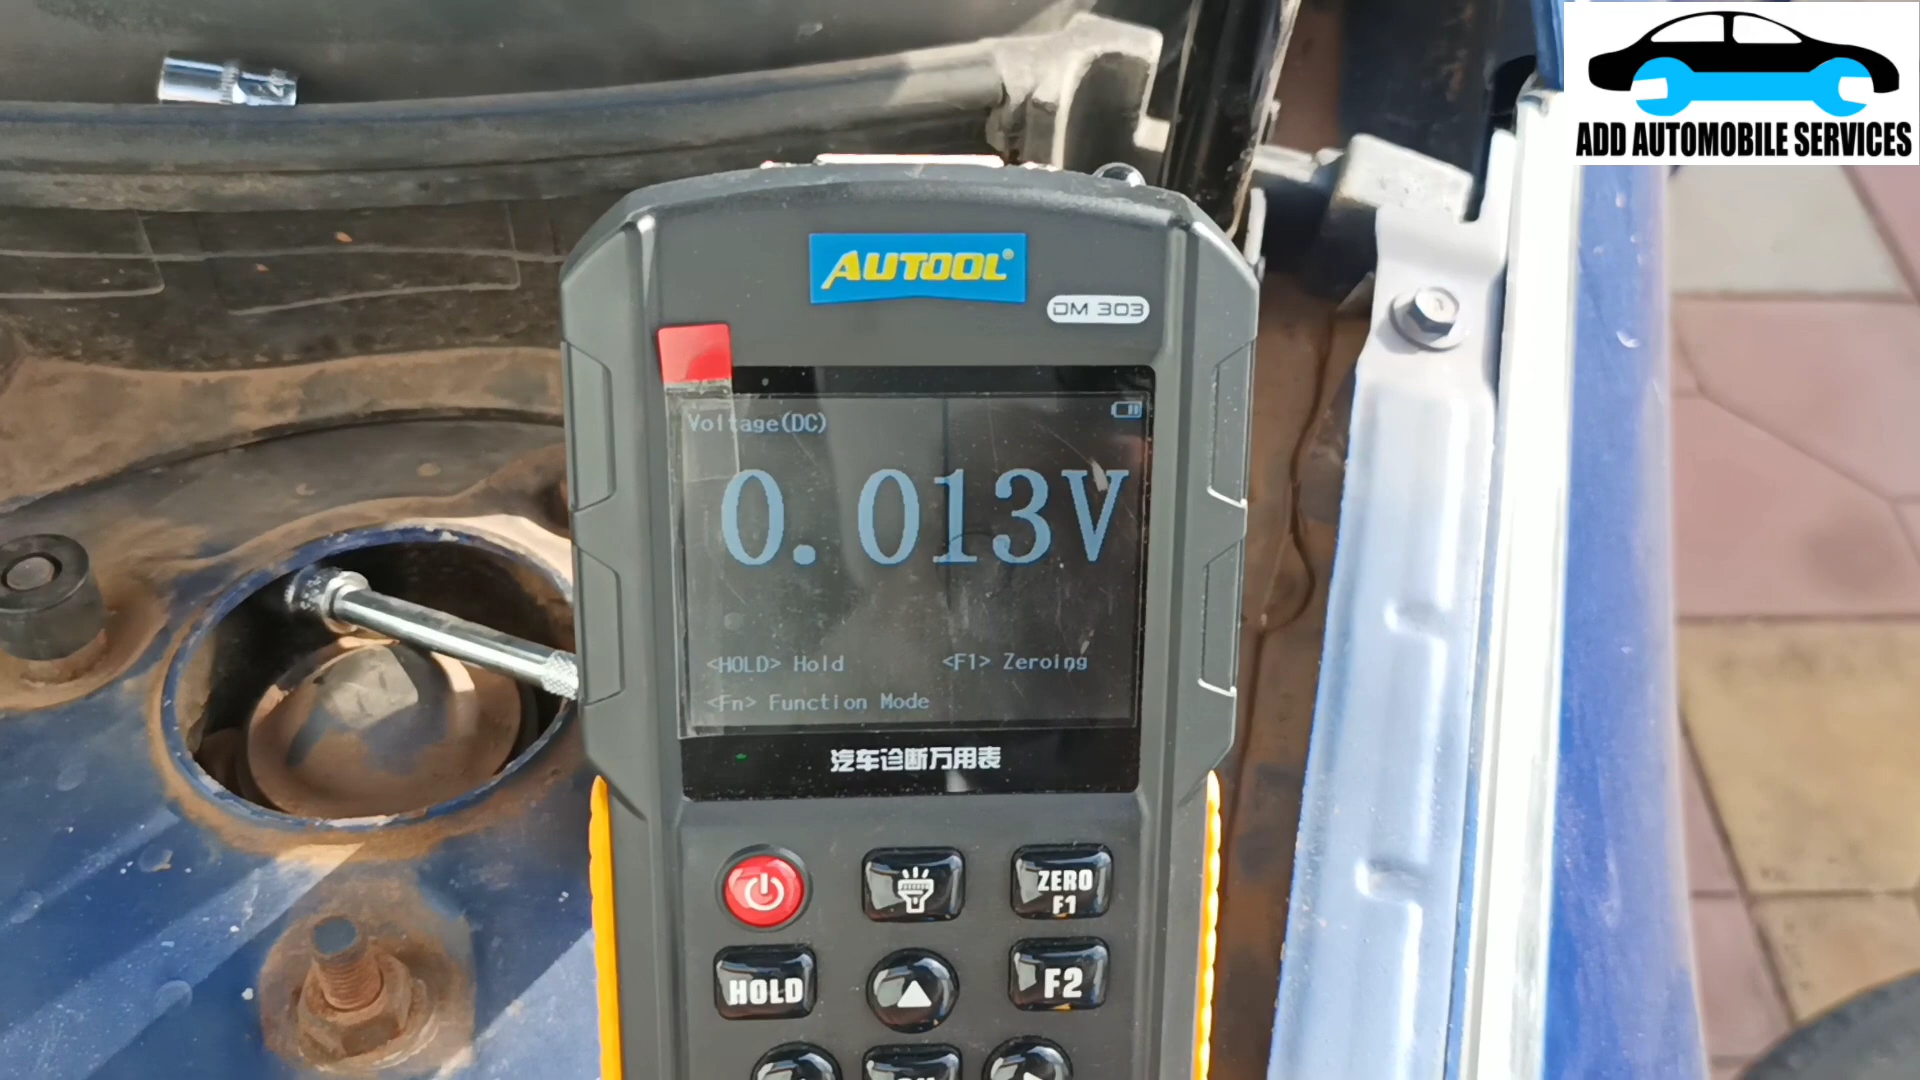 ADD AUTOMOBILE SERVICES
AUTOOL®
DM 303
Voltage(DC)
0.013V
<HOLD> Hold <F1> Zeroing
<Fn> Function Mode
汽车诊断万用表
ZERO
F1
HOLD
F2